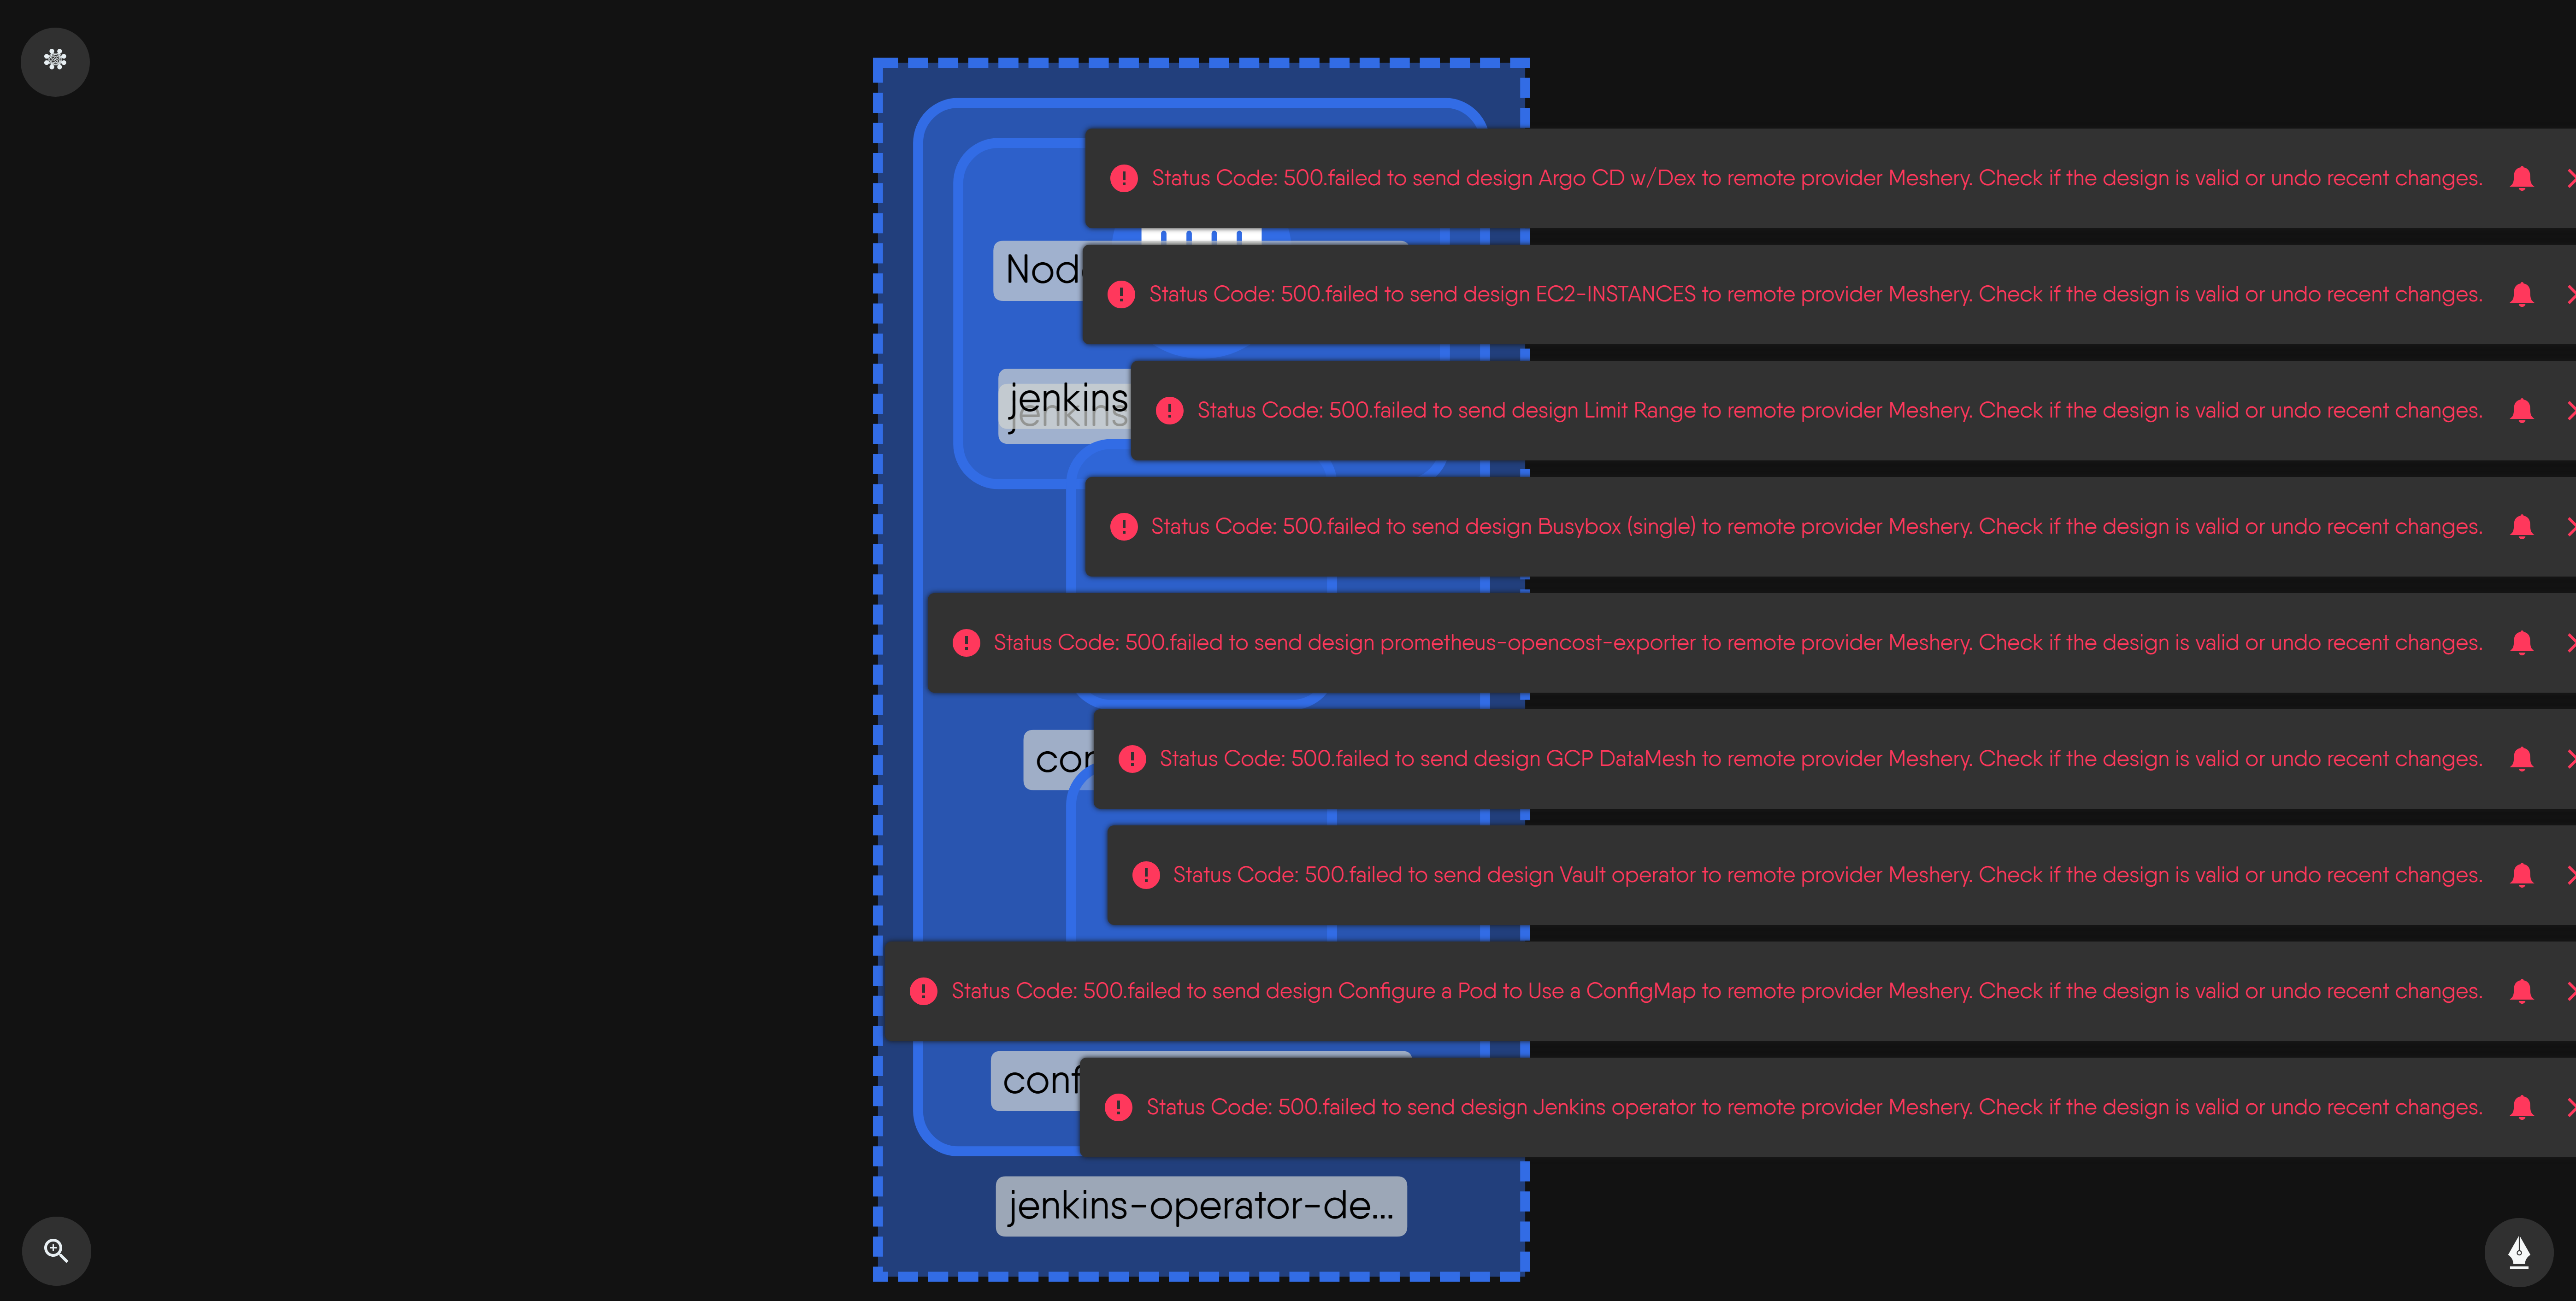 Status Code: 500.failed to send design Argo CD w/Dex to remote provider Meshery. Check if the design is valid or undo recent changes.
Status Code: 500.failed to send design EC2-INSTANCES to remote provider Meshery. Check if the design is valid or undo recent changes.
jenkins
jenkins
Status Code: 500.failed to send design Limit Range to remote provider Meshery. Check if the design is valid or undo recent changes.
Status Code: 500.failed to send design Busybox (single) to remote provider Meshery. Check if the design is valid or undo recent changes.
Status Code: 500.failed to send design prometheus-opencost-exporter to remote provider Meshery. Check if the design is valid or undo recent changes.
Status Code: 500.failed to send design GCP DataMesh to remote provider Meshery. Check if the design is valid or undo recent changes.
Status Code: 500.failed to send design Vault operator to remote provider Meshery. Check if the design is valid or undo recent changes.
Status Code: 500.failed to send design Configure a Pod to Use a ConfigMap to remote provider Meshery. Check if the design is valid or undo recent changes.
Status Code: 500.failed to send design Jenkins operator to remote provider Meshery. Check if the design is valid or undo recent changes.
jenkins-operator-de...